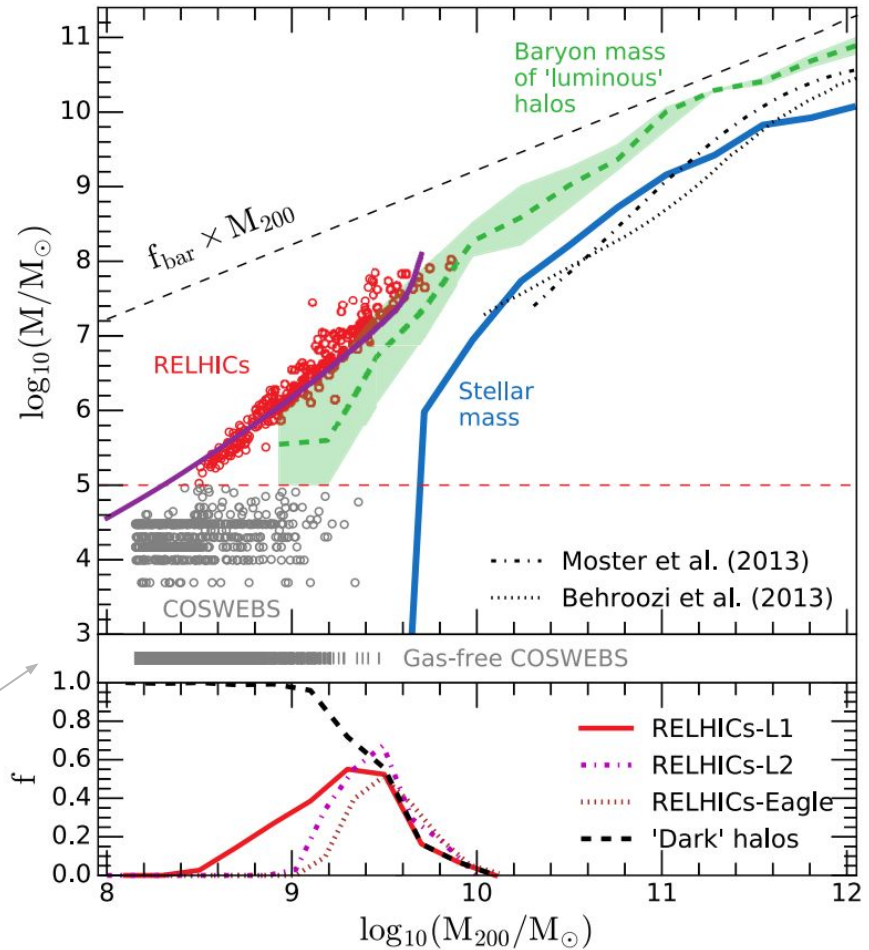 11
10
9
8
7
6
5
4
3
log₁₀(M/M⊙)
Baryon mass
of 'luminous'
halos
f_bar × M₂₀₀
RELHICs
Stellar
mass
Moster et al. (2013)
Behroozi et al. (2013)
COSWEBS
Gas-free COSWEBS
1.0
0.8
0.6
0.4
0.2
0.0
f
RELHICs-L1
RELHICs-L2
RELHICs-Eagle
'Dark' halos
8 9 10 11 12
log₁₀(M₂₀₀/M⊙)